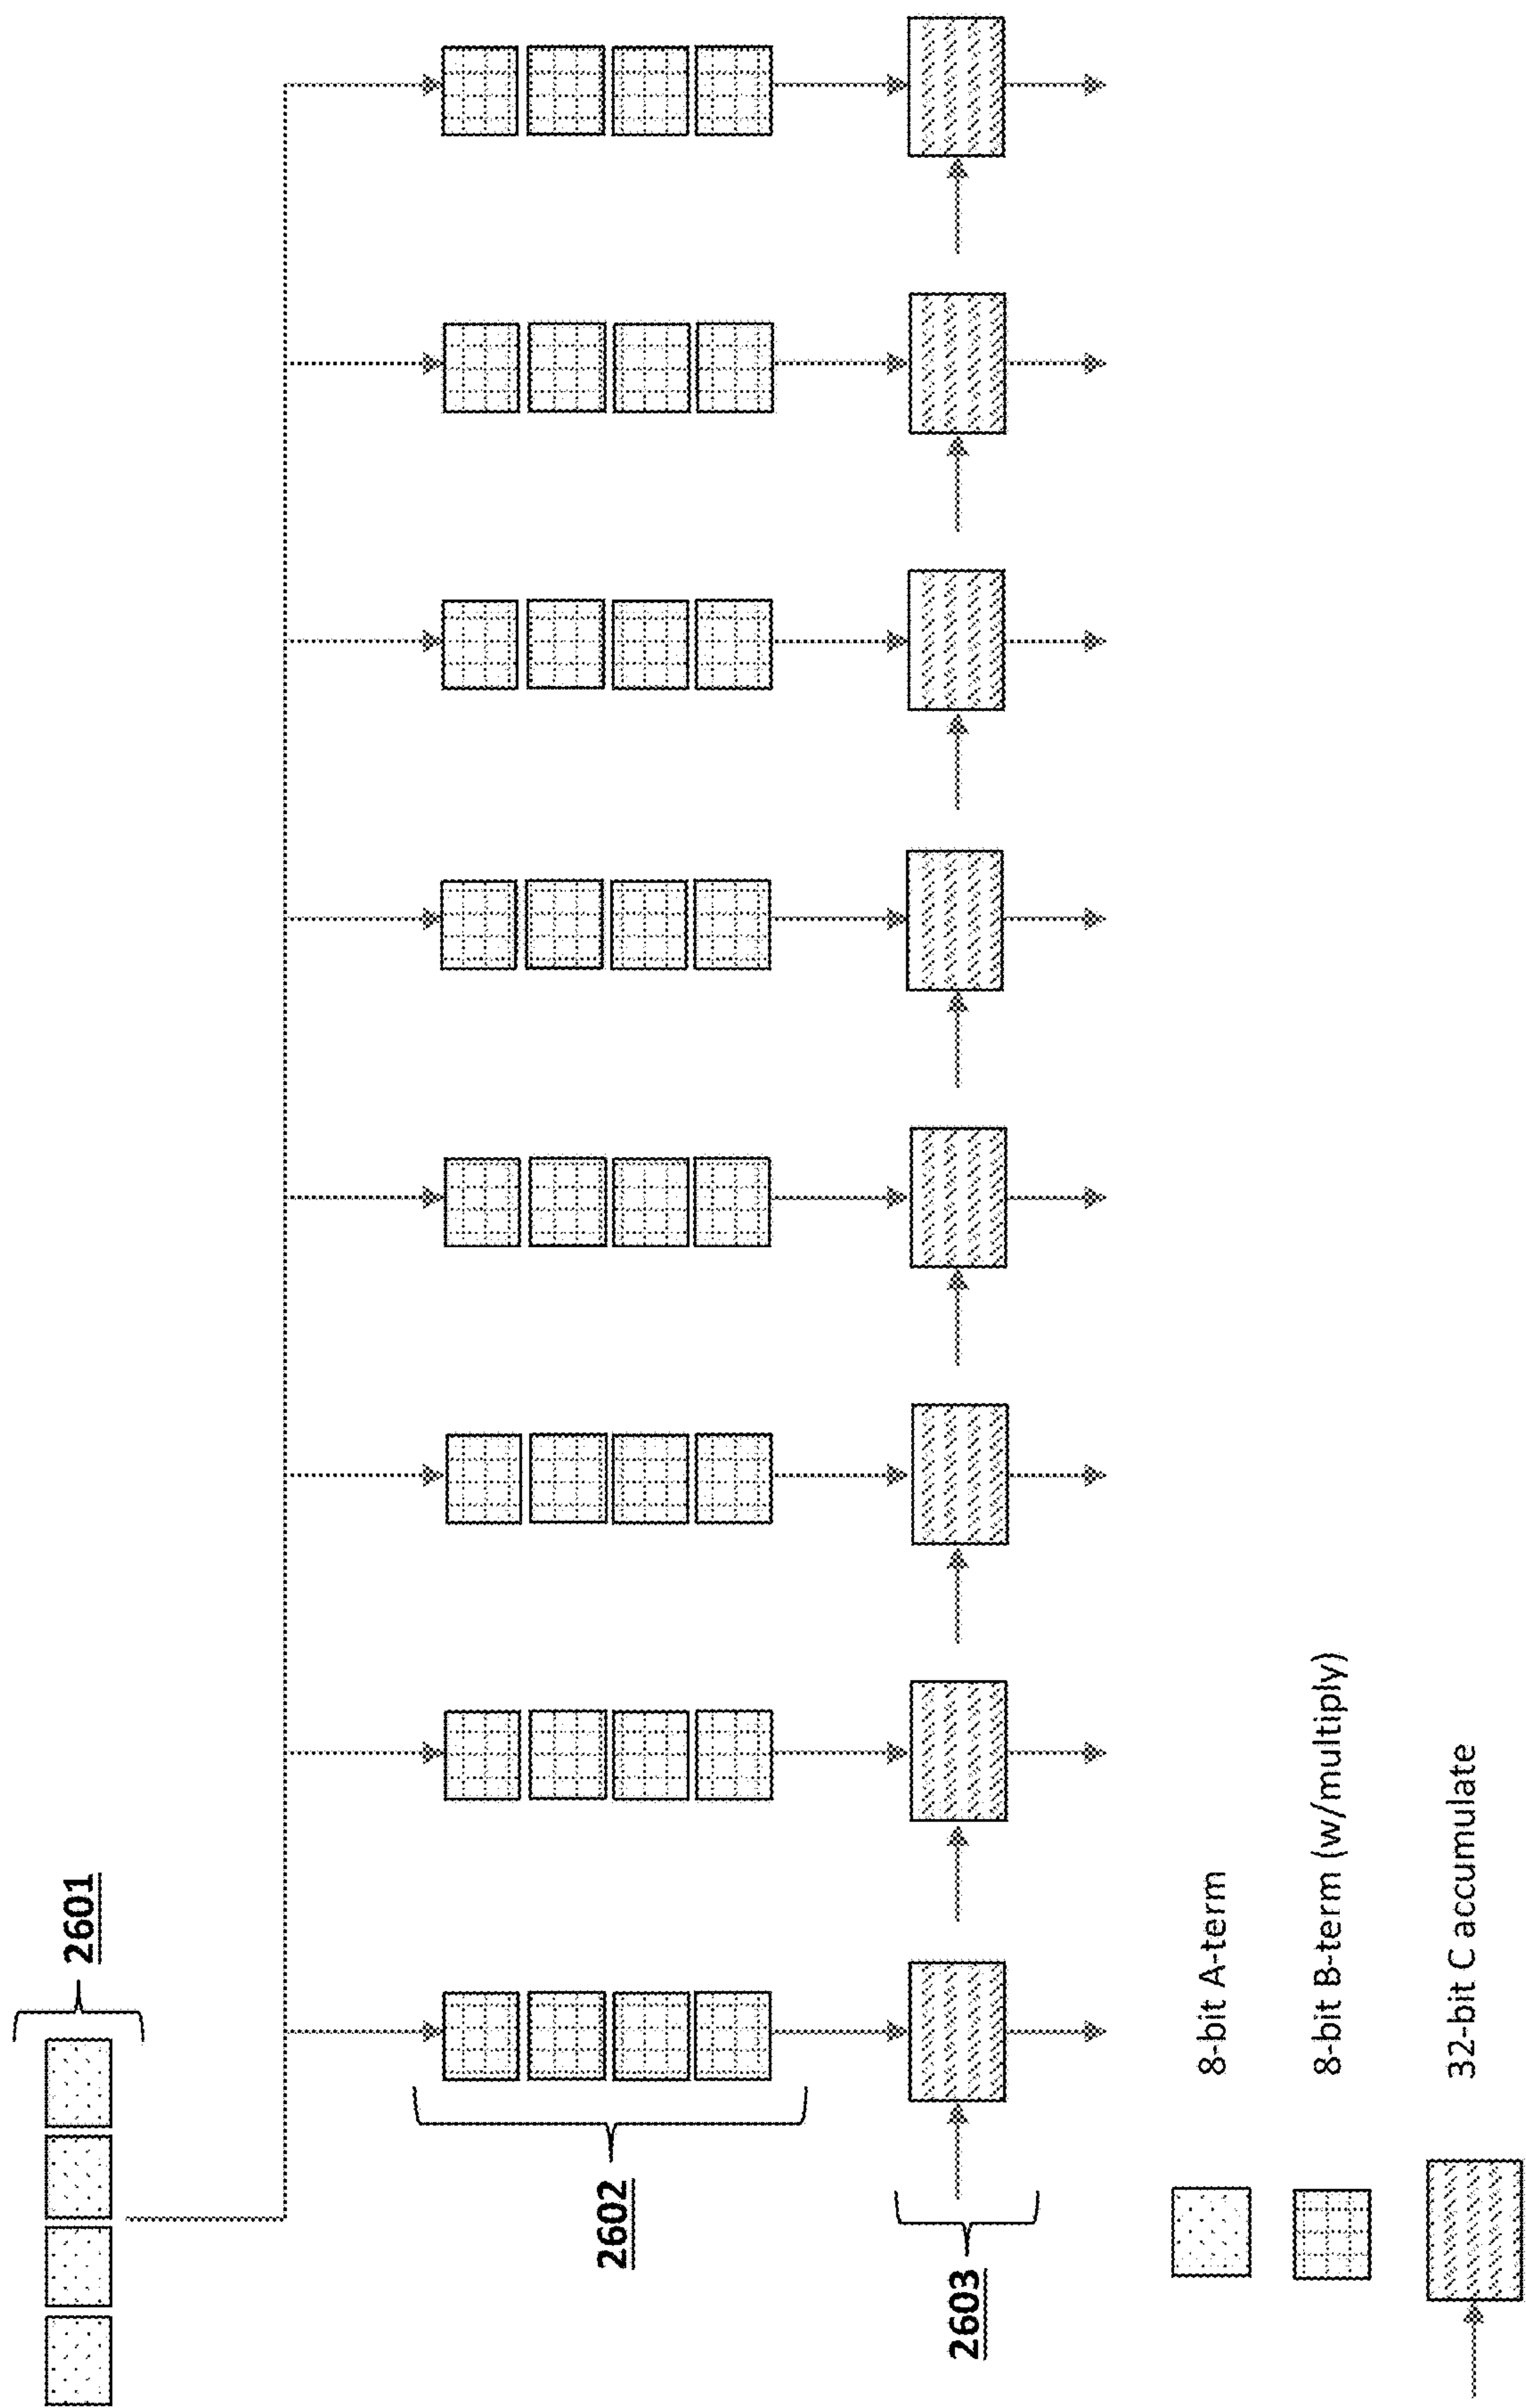 2601
2602
2603
8-bit A-term
8-bit B-term (w/multiply)
32-bit C accumulate